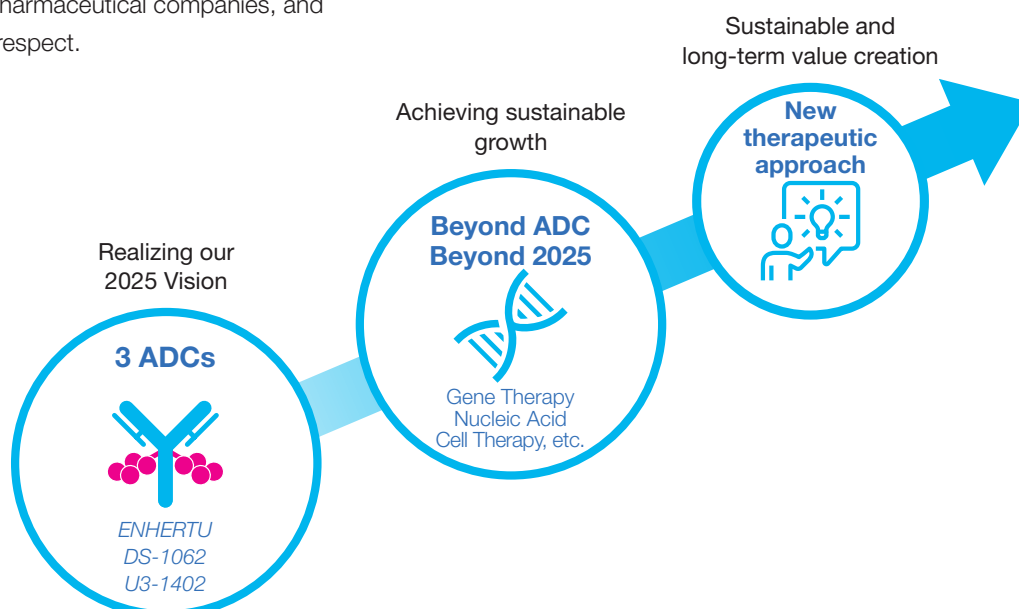 harmaceutical companies, and
respect.
Sustainable and
long-term value creation
New
therapeutic
approach
Achieving sustainable
growth
Beyond ADC
Beyond 2025
Gene Therapy
Nucleic Acid
Cell Therapy, etc.
Realizing our
2025 Vision
3 ADCs
ENHERTU
DS-1062
U3-1402